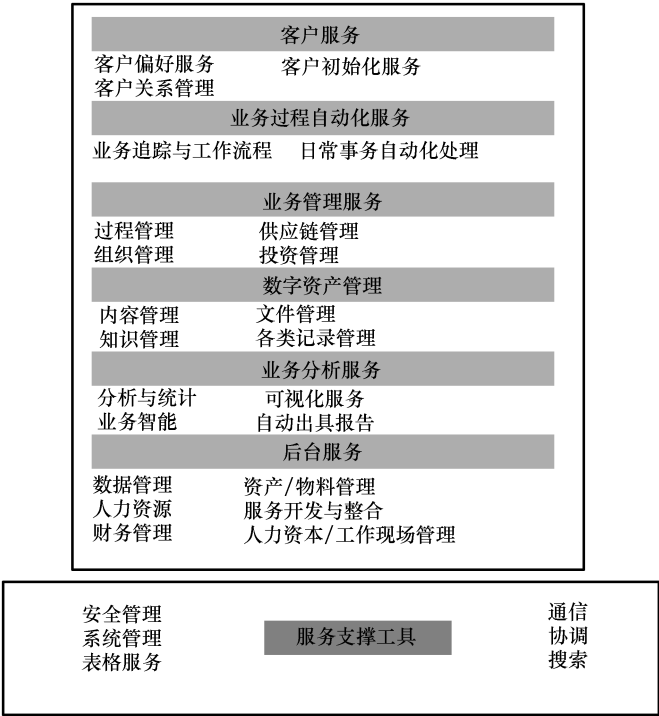 客户服务
客户偏好服务 客户初始化服务
客户关系管理
业务过程自动化服务
业务追踪与工作流程 日常事务自动化处理
业务管理服务
过程管理 供应链管理
组织管理 投资管理
数字资产管理
内容管理 文件管理
知识管理 各类记录管理
业务分析服务
分析与统计 可视化服务
业务智能 自动出具报告
后台服务
数据管理 资产/物料管理
人力资源 服务开发与整合
财务管理 人力资本/工作现场管理
安全管理
系统管理
表格服务
服务支撑工具
通信
协调
搜索